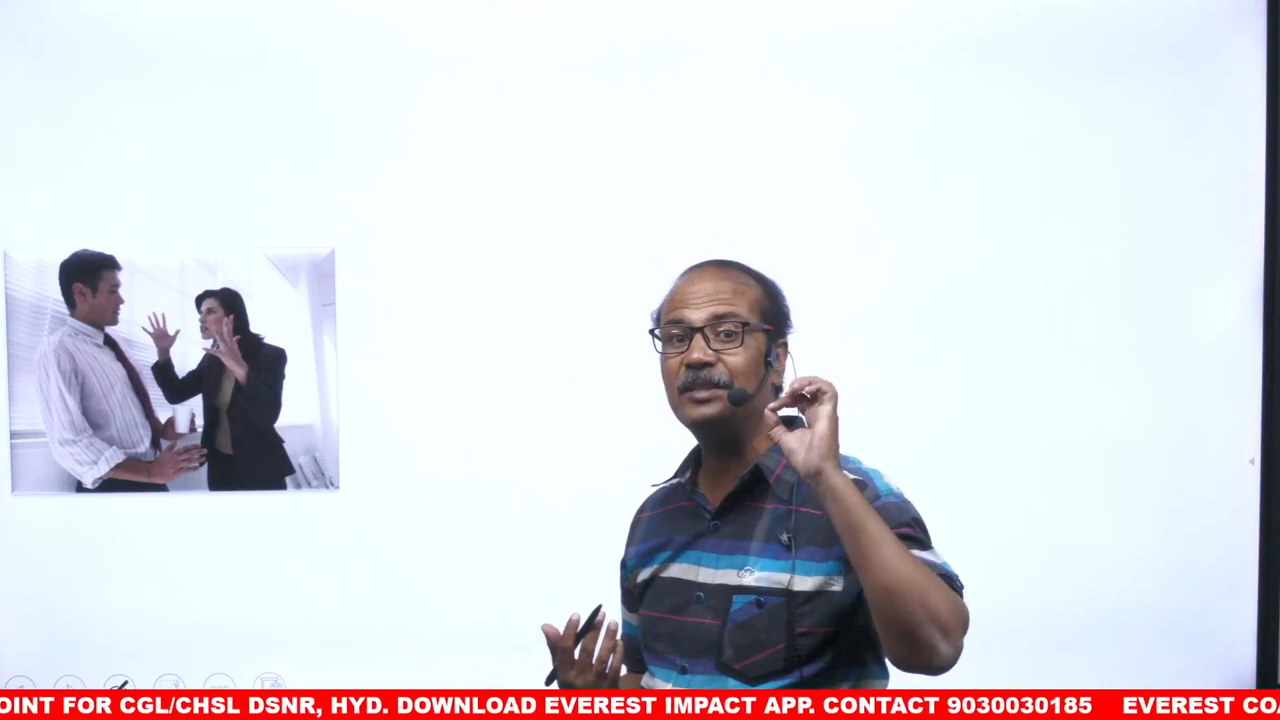 OINT FOR CGL/CHSL DSNR, HYD. DOWNLOAD EVEREST IMPACT APP. CONTACT 9030030185 EVEREST CO